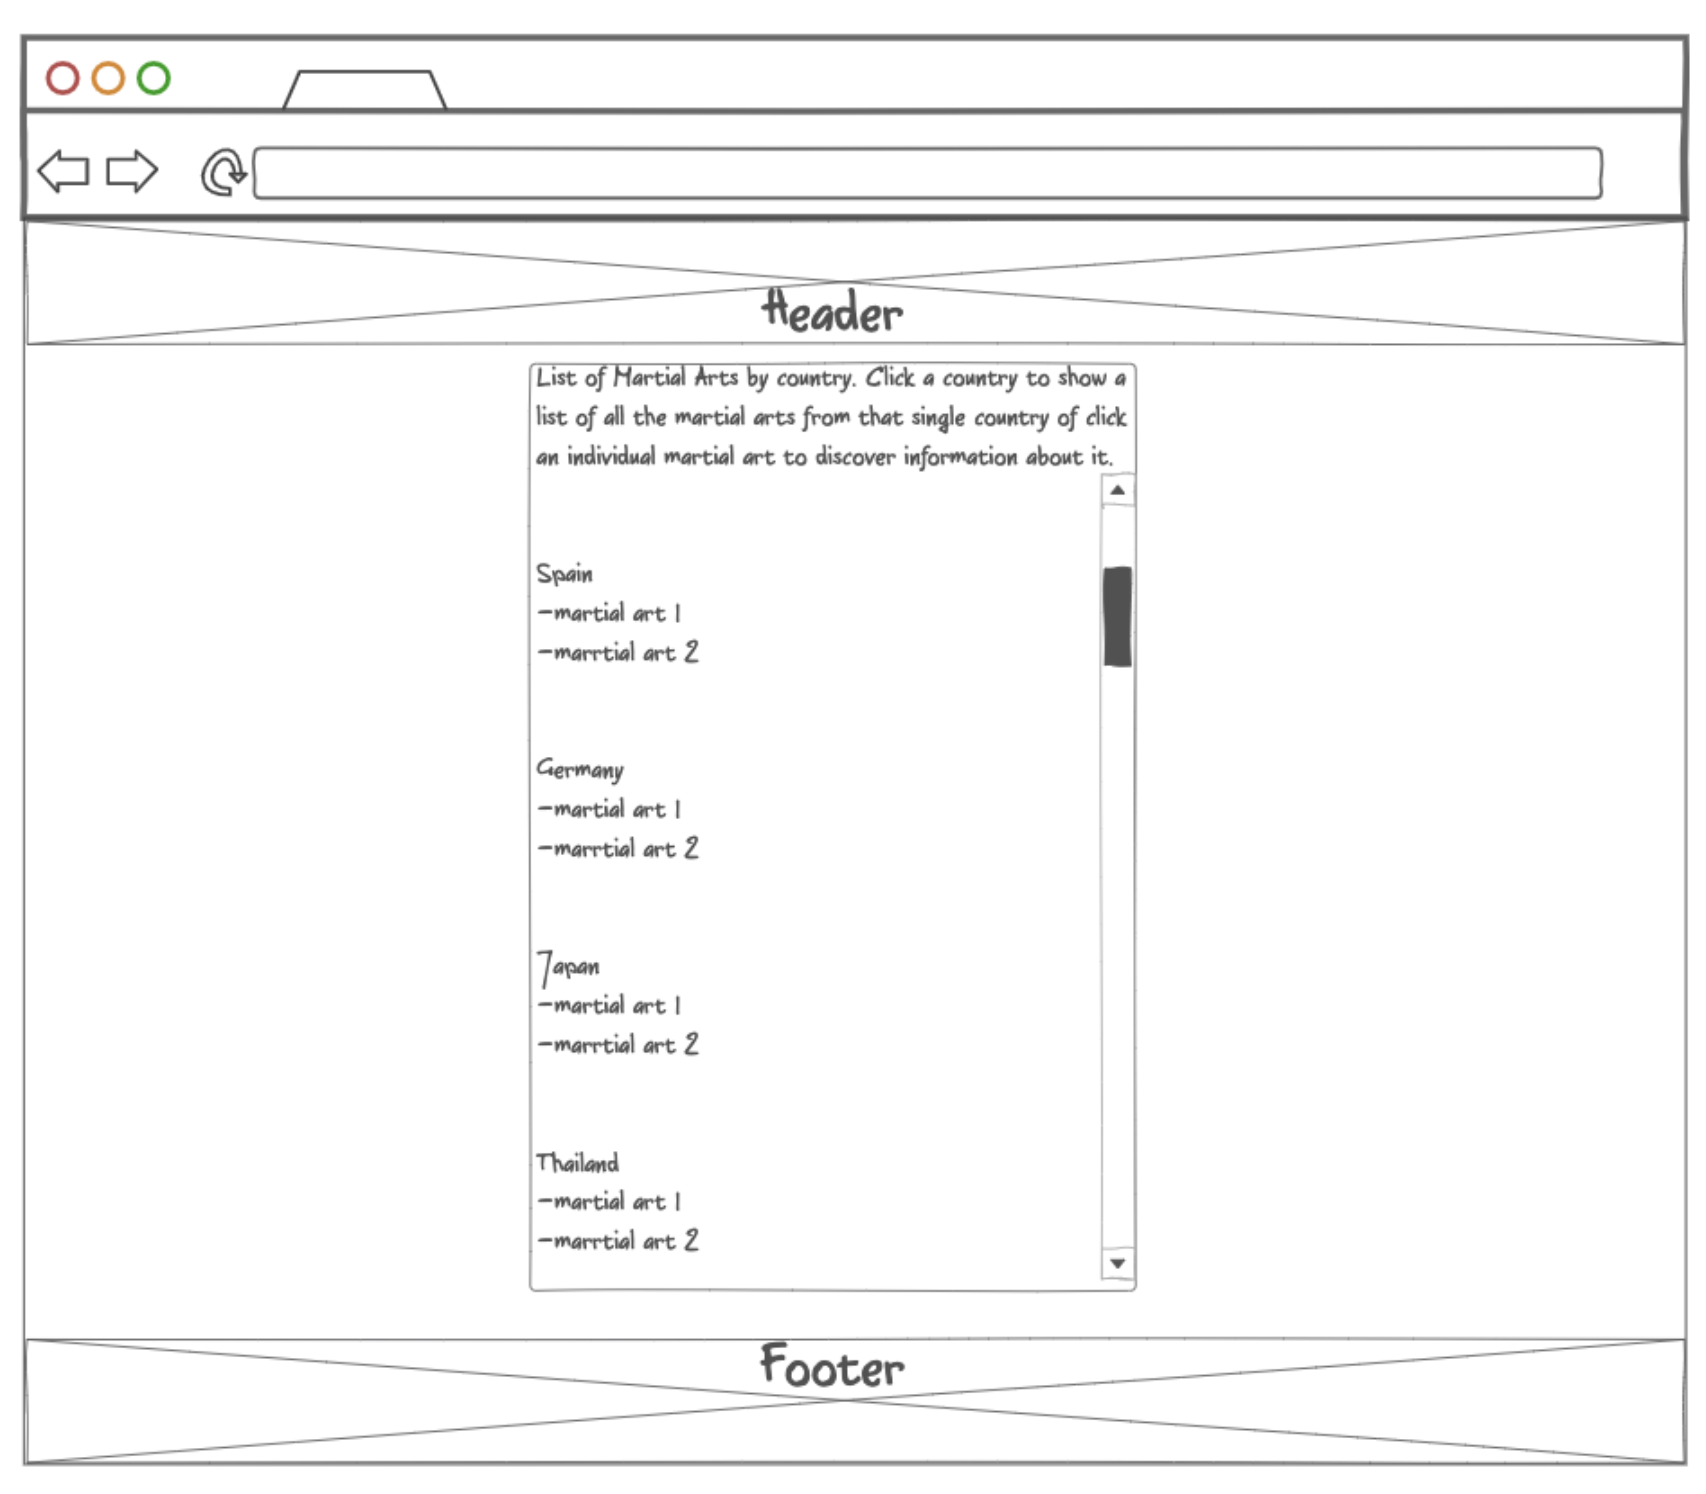 Header
List of Martial Arts by country. Click a country to show a
list of all the martial arts from that single country of click
an individual martial art to discover information about it.
Spain
-martial art 1
-marrtial art 2
Germany
-martial art 1
-marrtial art 2
Japan
-martial art 1
-marrtial art 2
Thailand
-martial art 1
-marrtial art 2
Footer